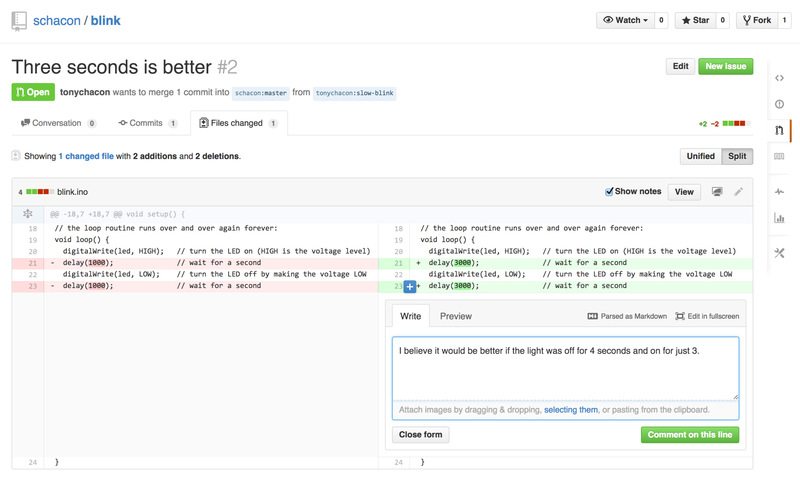 schacon / blink
Watch 0 Star 0 Fork 1
Three seconds is better #2
Edit New issue
Open tonychacon wants to merge 1 commit into schacon:master from tonychacon:slow-blink
Conversation 0 Commits 1 Files changed 1 +2 −2
Showing 1 changed file with 2 additions and 2 deletions. Unified Split
4 blink.ino Show notes View
@@ -18,7 +18,7 @@ void setup() {
18 // the loop routine runs over and over again forever: 18 // the loop routine runs over and over again forever:
19 void loop() { 19 void loop() {
20 digitalWrite(led, HIGH); // turn the LED on (HIGH is the voltage level) 20 digitalWrite(led, HIGH); // turn the LED on (HIGH is the voltage level)
21 - delay(1000); // wait for a second 21 + delay(3000); // wait for a second
22 digitalWrite(led, LOW); // turn the LED off by making the voltage LOW 22 digitalWrite(led, LOW); // turn the LED off by making the voltage LOW
23 - delay(1000); // wait for a second 23 + delay(3000); // wait for a second
Write Preview Parsed as Markdown Edit in fullscreen
I believe it would be better if the light was off for 4 seconds and on for just 3.
Attach images by dragging & dropping, selecting them, or pasting from the clipboard.
Close form Comment on this line
24 } 24 }